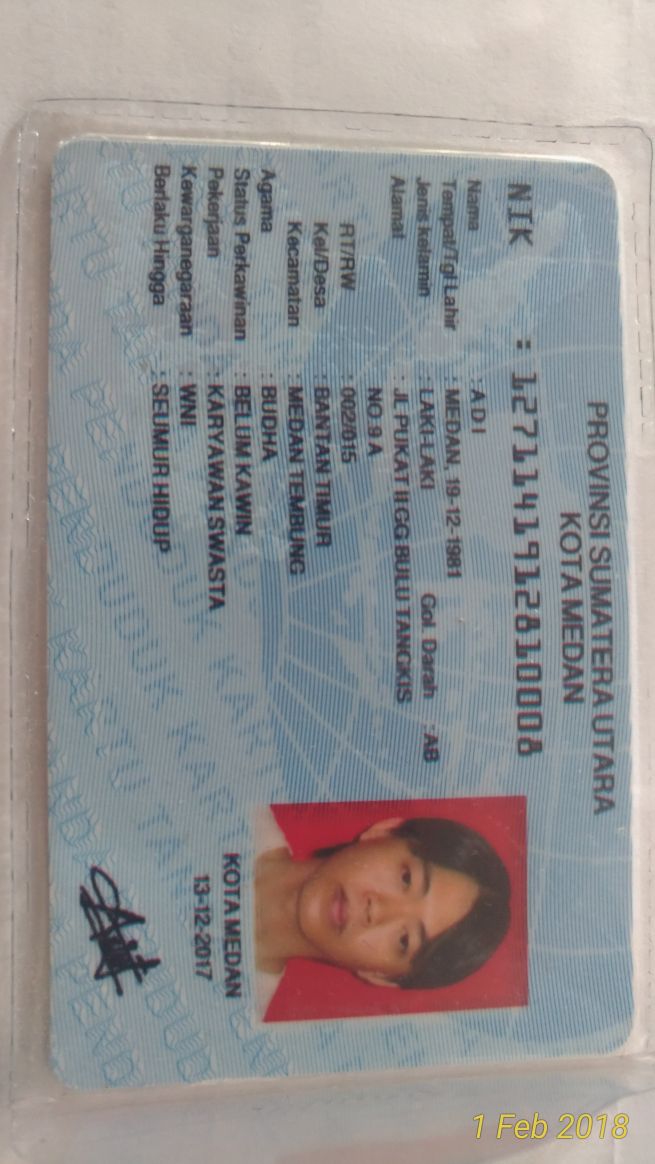 PROVINSI SUMATERA UTARA
KOTA MEDAN
NIK : 1271141912810008
Nama : A D I
Tempat/Tgl Lahir : MEDAN, 19-12-1981
Jenis kelamin : LAKI-LAKI Gol. Darah : AB
Alamat : JL PUKAT II GG BULU TANGKIS
NO.9 A
RT/RW : 002/015
Kel/Desa : BANTAN TIMUR
Kecamatan : MEDAN TEMBUNG
Agama : BUDHA
Status Perkawinan : BELUM KAWIN
Pekerjaan : KARYAWAN SWASTA
Kewarganegaraan : WNI
Berlaku Hingga : SEUMUR HIDUP
KOTA MEDAN
13-12-2017
1 Feb 2018